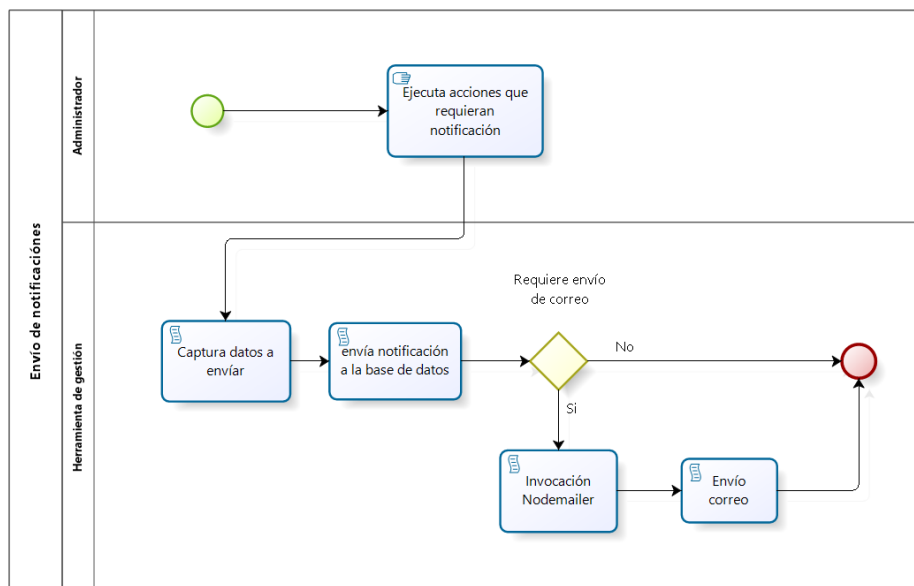 Envío de notificaciónes
Administrador
Ejecuta acciones que
requieran
notificación
Herramienta de gestión
Captura datos a
envíar
envía notificación
a la base de datos
Requiere envío
de correo
No
Si
Invocación
Nodemailer
Envío
correo